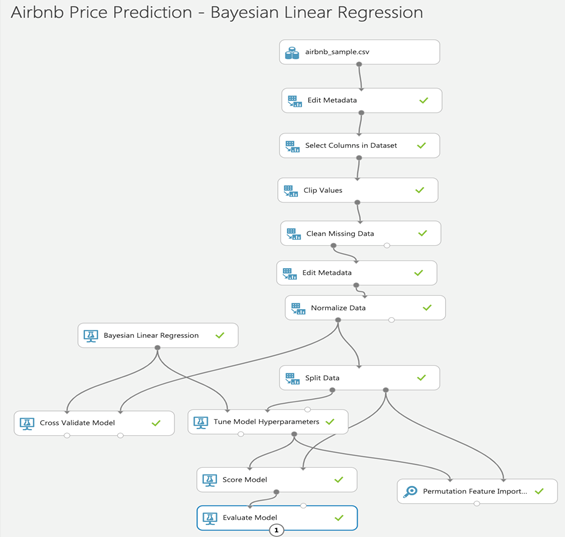 Airbnb Price Prediction - Bayesian Linear Regression
airbnb_sample.csv
Edit Metadata
Select Columns in Dataset
Clip Values
Clean Missing Data
Edit Metadata
Normalize Data
Bayesian Linear Regression
Split Data
Cross Validate Model
Tune Model Hyperparameters
Score Model
Permutation Feature Import...
Evaluate Model
1